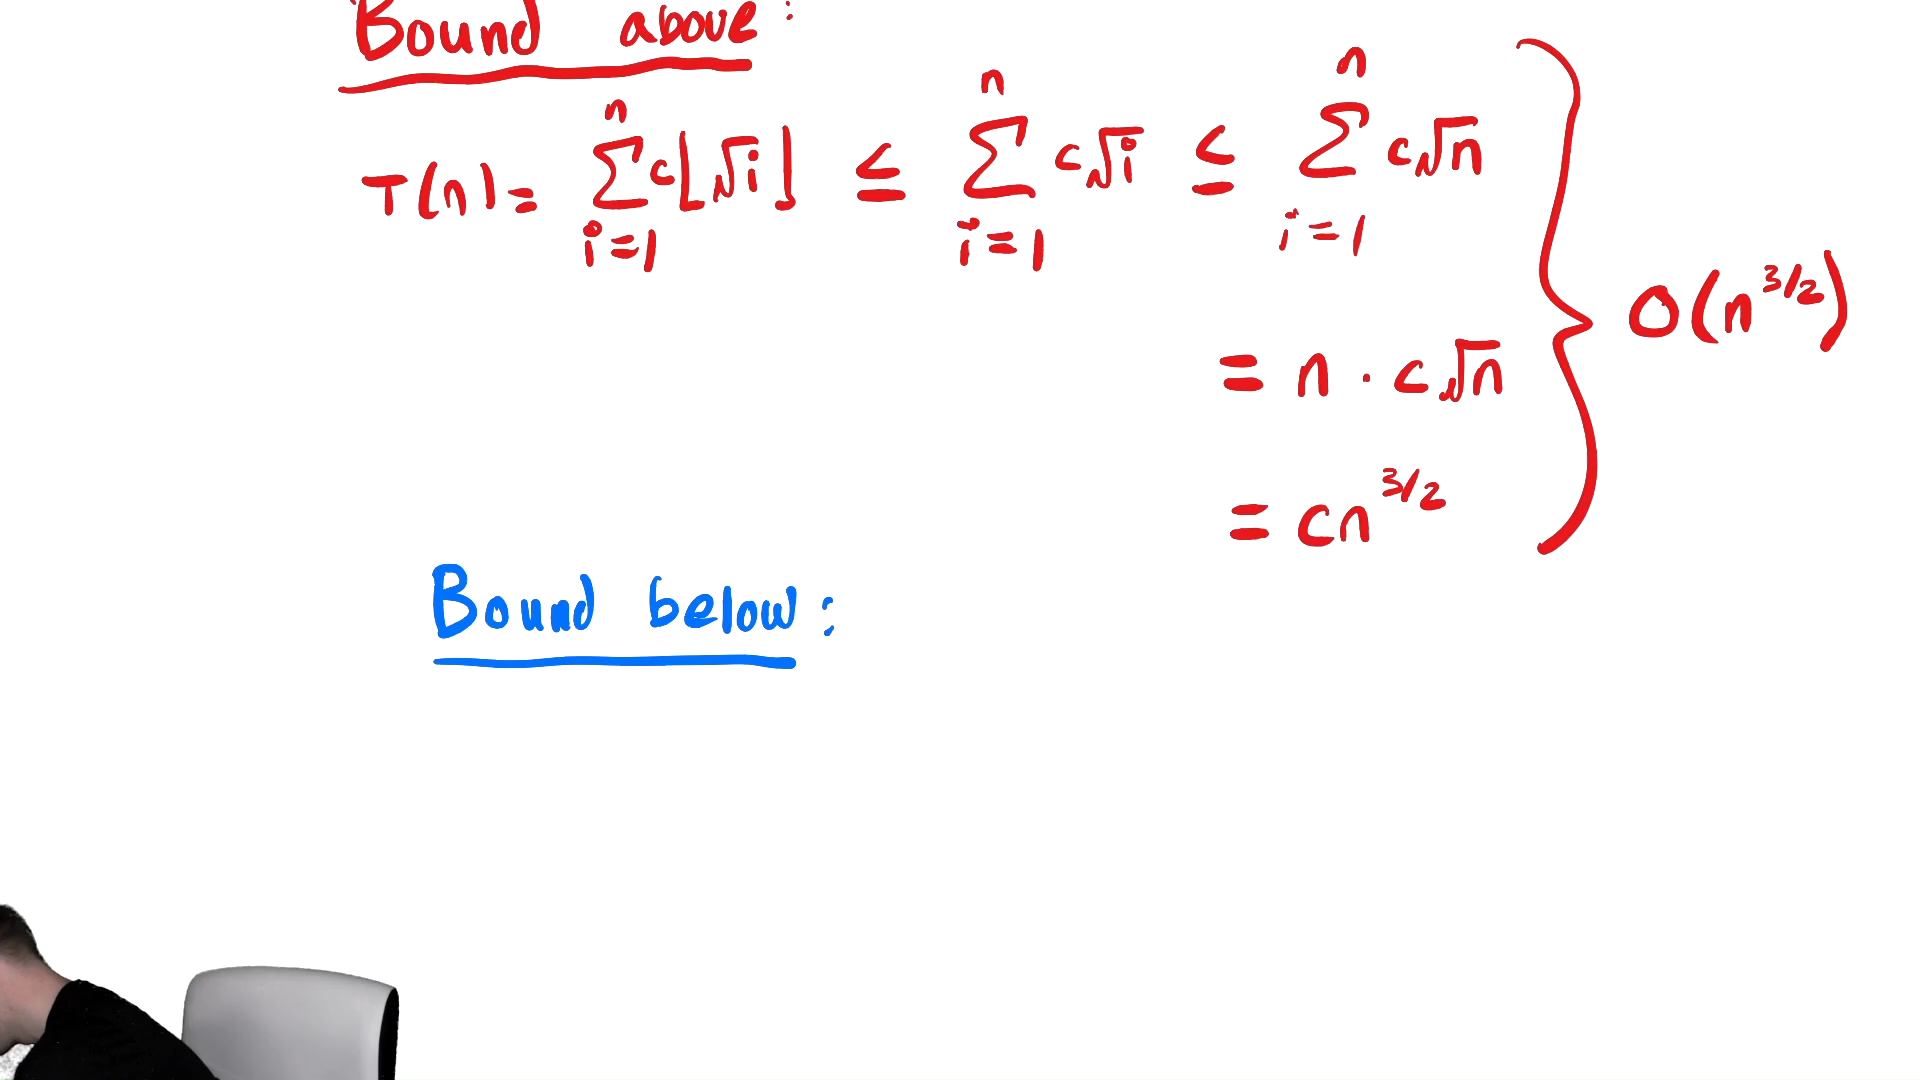 Bound above:
T(n) = ∑_{i=1}^{n} c⌊√i⌋ ≤ ∑_{i=1}^{n} c√i ≤ ∑_{i=1}^{n} c√n
= n · c√n
= cn^{3/2}
} O(n^{3/2})
Bound below: